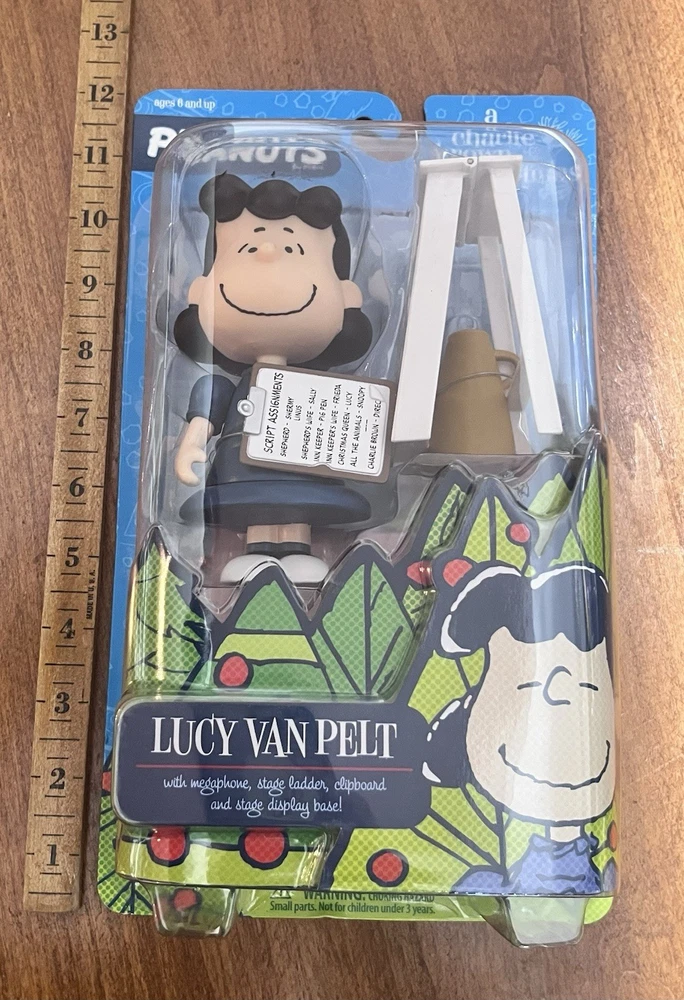 13
12
11
10
9
8
7
6
5
4
3
2
1
MADE IN U.S.A.
ages 6 and up
PEANUTS
a
charlie
brown
SCRIPT ASSIGNMENTS
SHEPHERD - SHERMY
LINUS
SHEPHERD'S WIFE - SALLY
INN KEEPER - PIG PEN
INN KEEPER'S WIFE - FRIEDA
CHRISTMAS QUEEN - LUCY
ALL THE ANIMALS - SNOOPY
CHARLIE BROWN - DIREC
LUCY VAN PELT
with megaphone, stage ladder, clipboard
and stage display base!
WARNING: CHOKING HAZARD
Small parts. Not for children under 3 years.